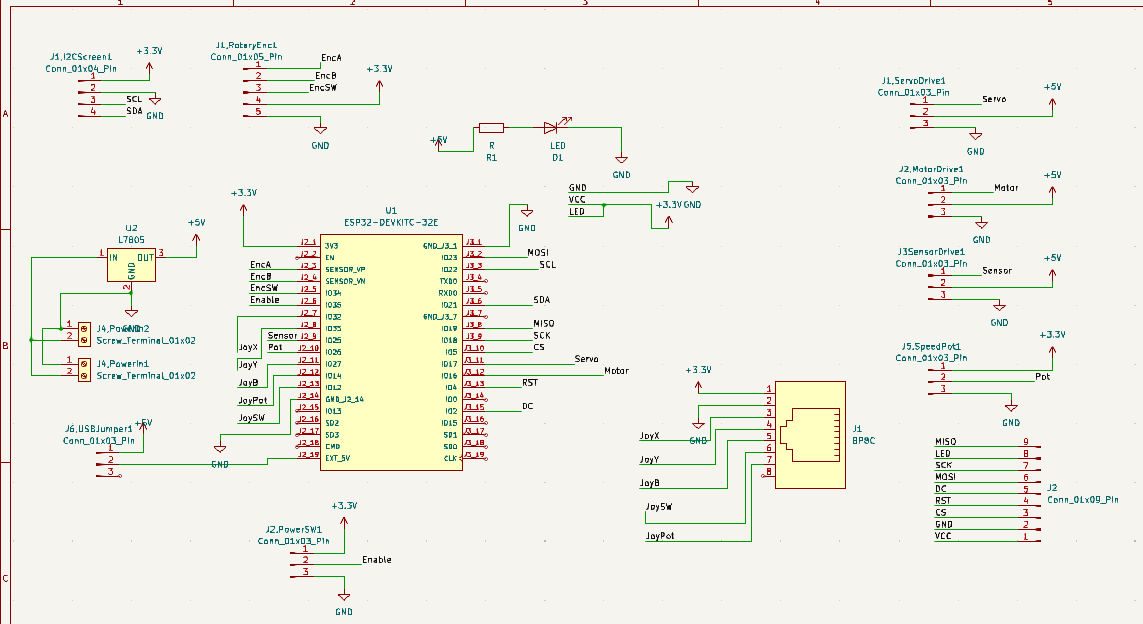 1
2
3
4
5
A
B
C
J1,I2CScreen1
Conn_01x04_Pin
+3.3V
1
2
3
4
SCL
SDA
GND
J1,RotaryEnc1
Conn_01x05_Pin
1
2
3
4
5
EncA
EncB
EncSW
+3.3V
GND
+5V
R
R1
LED
D1
GND
GND
VCC
LED
+3.3V
GND
J1,ServoDrive1
Conn_01x03_Pin
1
2
3
Servo
+5V
GND
J2,MotorDrive1
Conn_01x03_Pin
1
2
3
Motor
+5V
GND
J3SensorDrive1
Conn_01x03_Pin
1
2
3
Sensor
+5V
GND
J5,SpeedPot1
Conn_01x03_Pin
1
2
3
Pot
+3.3V
GND
U2
L7805
1
IN
OUT
3
GND
2
+5V
GND
J4,PowerIn2
Screw_Terminal_01x02
1
2
J4,PowerIn1
Screw_Terminal_01x02
1
2
J6,USBJumper1
Conn_01x03_Pin
+5V
1
2
3
GND
+3.3V
U1
ESP32-DEVKITC-32E
J2_1 3V3
J2_2 EN
J2_3 SENSOR_VP
J2_4 SENSOR_VN
J2_5 IO34
J2_6 IO35
J2_7 IO32
J2_8 IO33
J2_9 IO25
J2_10 IO26
J2_11 IO27
J2_12 IO14
J2_13 IO12
J2_14 GND_J2_14
J2_15 IO13
J2_16 SD2
J2_17 SD3
J2_18 CMD
J2_19 EXT_5V
GND_J3_1 J3_1
IO23 J3_2
IO22 J3_3
TXD0 J3_4
RXD0 J3_5
IO21 J3_6
GND_J3_7 J3_7
IO19 J3_8
IO18 J3_9
IO5 J3_10
IO17 J3_11
IO16 J3_12
IO4 J3_13
IO0 J3_14
IO2 J3_15
IO15 J3_16
SD1 J3_17
SD0 J3_18
CLK J3_19
EncA
EncB
EncSW
Enable
Sensor
Pot
JoyX
JoyY
JoyB
JoyPot
JoySW
GND
MOSI
SCL
SDA
MISO
SCK
CS
Servo
Motor
RST
DC
+3.3V
GND
1
2
3
4
5
6
7
8
J1
8P8C
JoyX
JoyY
JoyB
JoySW
JoyPot
MISO 9
LED 8
SCK 7
MOSI 6
DC 5
RST 4
CS 3
GND 2
VCC 1
J2
Conn_01x09_Pin
J2,PowerSW1
Conn_01x03_Pin
+3.3V
1
2
3
Enable
GND